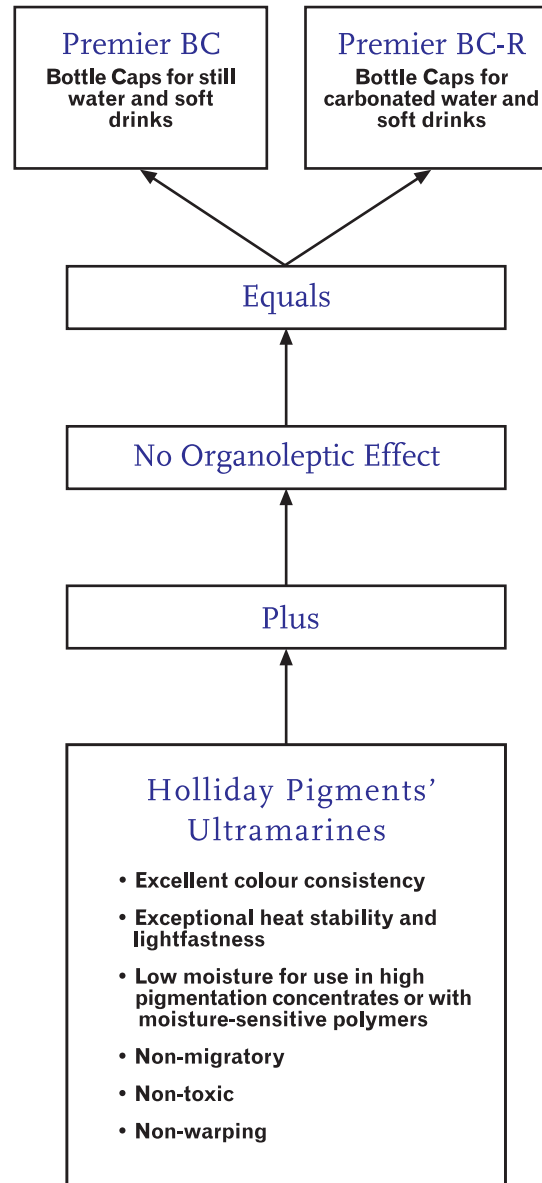 Premier BC
Bottle Caps for still
water and soft
drinks
Premier BC-R
Bottle Caps for
carbonated water and
soft drinks
Equals
No Organoleptic Effect
Plus
Holliday Pigments’
Ultramarines
• Excellent colour consistency
• Exceptional heat stability and
lightfastness
• Low moisture for use in high
pigmentation concentrates or with
moisture-sensitive polymers
• Non-migratory
• Non-toxic
• Non-warping